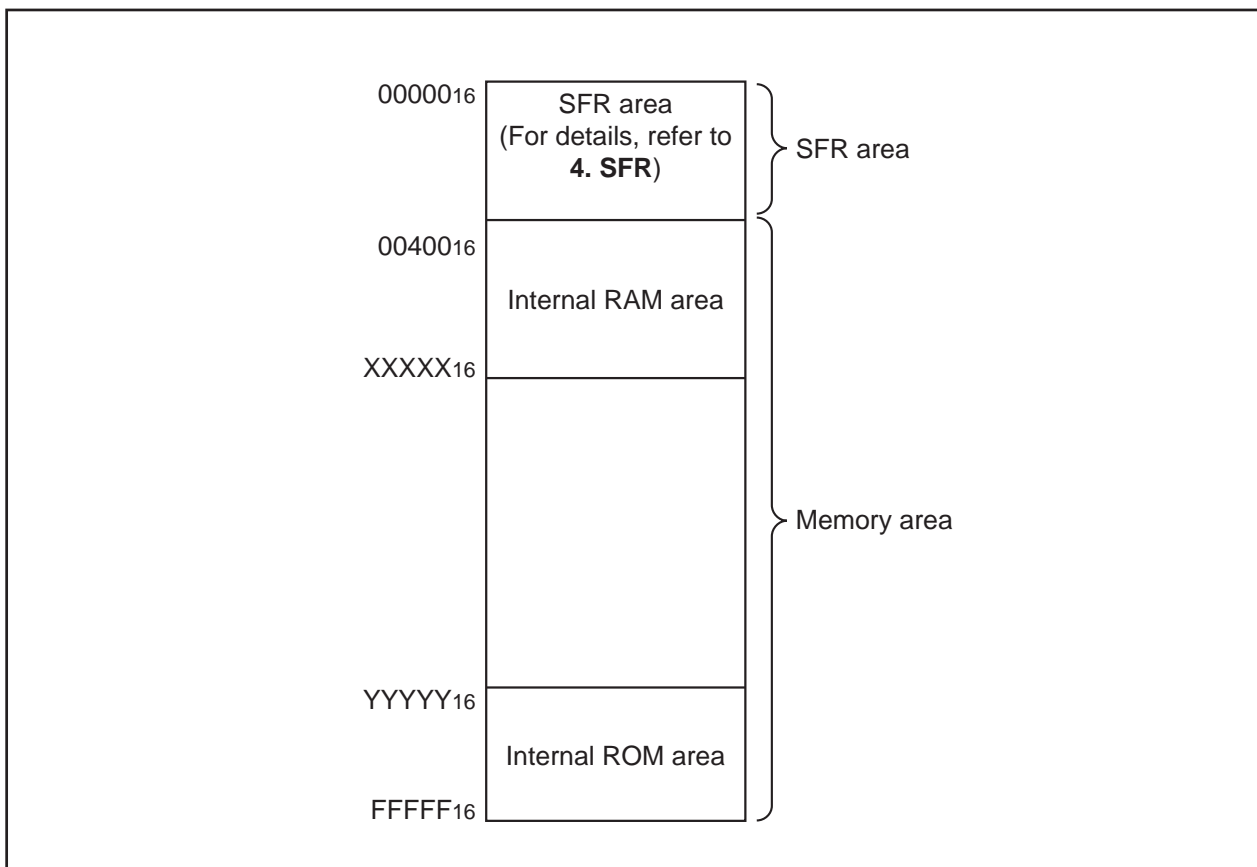 0000016
SFR area
(For details, refer to
4. SFR)
SFR area
0040016
Internal RAM area
XXXXX16
Memory area
YYYYY16
Internal ROM area
FFFFF16